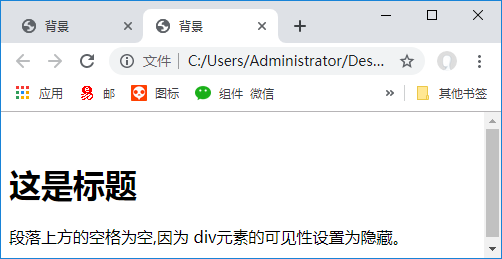 背景
背景
文件
C:/Users/Administrator/Des...
应用
邮
图标
组件
微信
»
其他书签
这是标题
段落上方的空格为空,因为 div元素的可见性设置为隐藏。